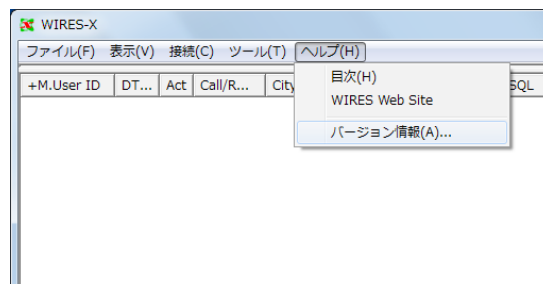 WIRES-X
ファイル(F) 表示(V) 接続(C) ツール(T) ヘルプ(H)
+M.User ID DT... Act Call/R... City SQL
目次(H)
WIRES Web Site
バージョン情報(A)...